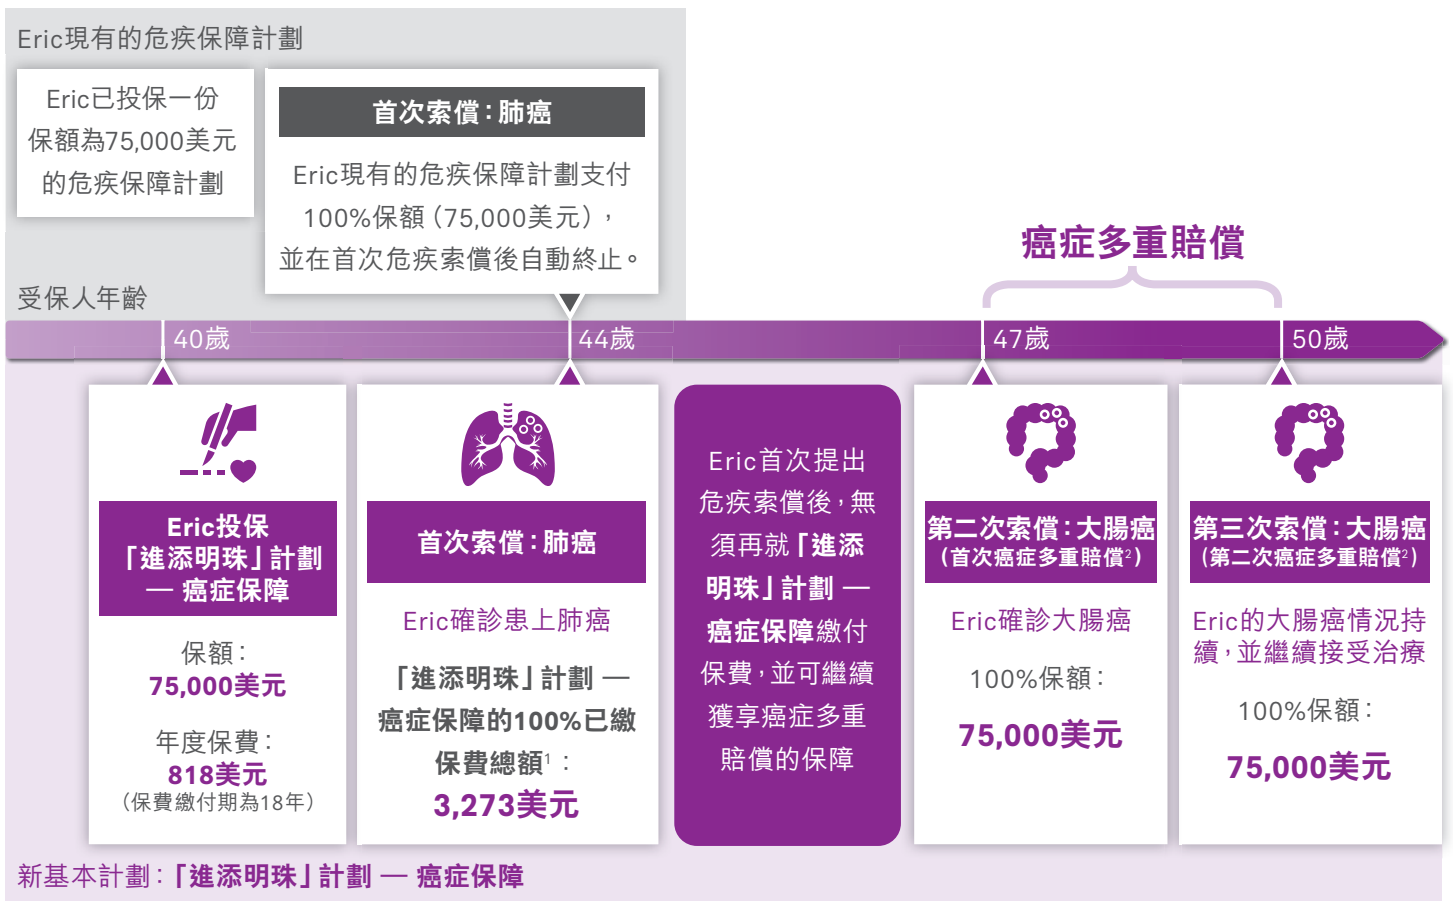 Eric現有的危疾保障計劃
Eric已投保一份
保額為75,000美元
的危疾保障計劃
首次索償：肺癌
Eric現有的危疾保障計劃支付
100%保額（75,000美元），
並在首次危疾索償後自動終止。
癌症多重賠償
受保人年齡
40歲
44歲
47歲
50歲
Eric投保
「進添明珠」計劃
— 癌症保障
保額：
75,000美元
年度保費：
818美元
（保費繳付期為18年）
首次索償：肺癌
Eric確診患上肺癌
「進添明珠」計劃 —
癌症保障的100%已繳
保費總額1：
3,273美元
Eric首次提出
危疾索償後，無
須再就「進添
明珠」計劃 —
癌症保障繳付
保費，並可繼續
獲享癌症多重
賠償的保障
第二次索償：大腸癌
（首次癌症多重賠償2）
Eric確診大腸癌
100%保額：
75,000美元
第三次索償：大腸癌
（第二次癌症多重賠償2）
Eric的大腸癌情況持
續，並繼續接受治療
100%保額：
75,000美元
新基本計劃：「進添明珠」計劃 — 癌症保障